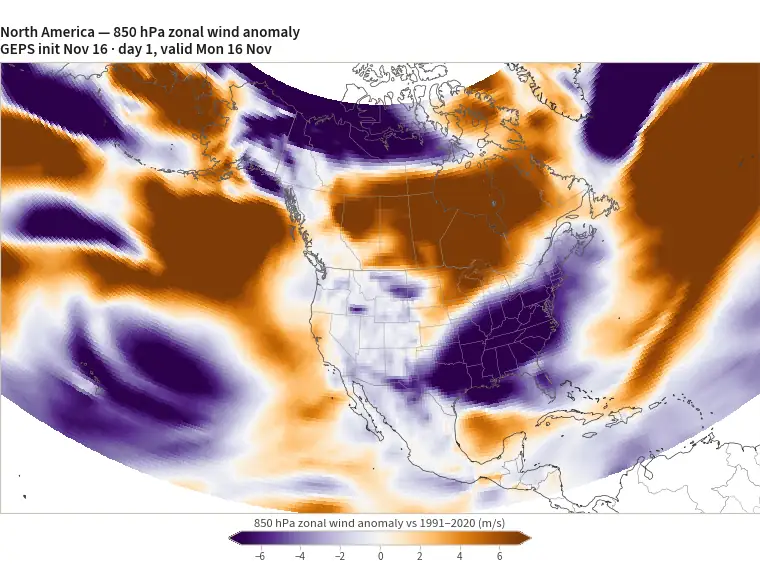 North America — 850 hPa zonal wind anomaly
GEPS init Nov 16 · day 1, valid Mon 16 Nov
850 hPa zonal wind anomaly vs 1991–2020 (m/s)
−6 −4 −2 0 2 4 6